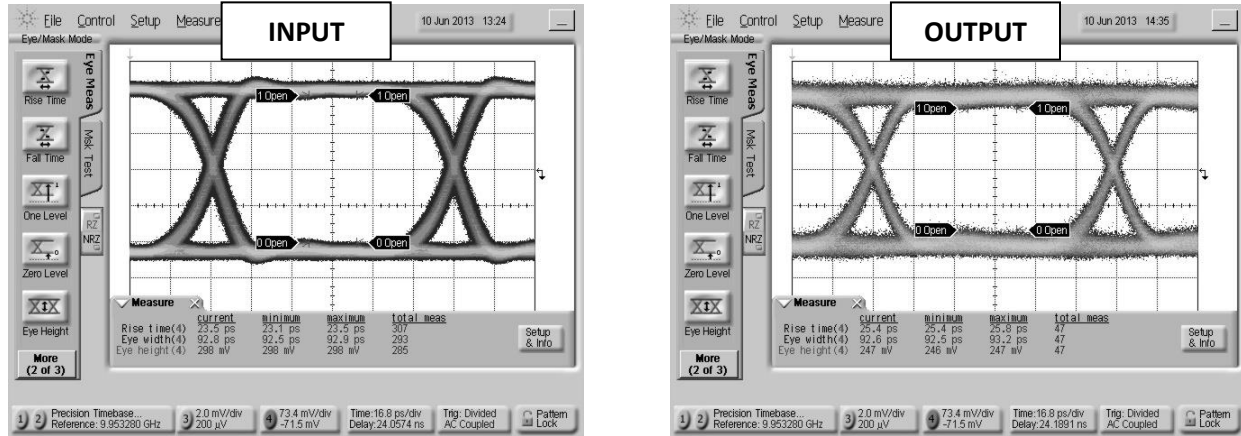 INPUT
File Control Setup Measure
10 Jun 2013 13:24
Eye/Mask Mode
Eye Meas
Msk Test
RZ
NRZ
Rise Time
Fall Time
One Level
Zero Level
Eye Height
More
(2 of 3)
1 Open 1 Open
0 Open 0 Open
Measure
current minimum maximum total meas
Rise time(4) 23.5 ps 23.1 ps 23.5 ps 307
Eye width(4) 92.8 ps 92.5 ps 92.9 ps 293
Eye height(4) 298 mV 298 mV 298 mV 285
Setup
& Info
1 2 Precision Timebase...
Reference: 9.953280 GHz
3 2.0 mV/div
200 µV
4 73.4 mV/div
-71.5 mV
Time:16.8 ps/div
Delay:24.0574 ns
Trig: Divided
AC Coupled
Pattern
Lock
OUTPUT
File Control Setup Measure
10 Jun 2013 14:35
Eye/Mask Mode
Eye Meas
Msk Test
RZ
NRZ
Rise Time
Fall Time
One Level
Zero Level
Eye Height
More
(2 of 3)
1 Open 1 Open
0 Open 0 Open
Measure
current minimum maximum total meas
Rise time(4) 25.4 ps 25.4 ps 25.8 ps 47
Eye width(4) 92.6 ps 92.5 ps 93.2 ps 47
Eye height(4) 247 mV 246 mV 247 mV 47
Setup
& Info
1 2 Precision Timebase...
Reference: 9.953280 GHz
3 2.0 mV/div
200 µV
4 73.4 mV/div
-71.5 mV
Time:16.8 ps/div
Delay:24.1891 ns
Trig: Divided
AC Coupled
Pattern
Lock